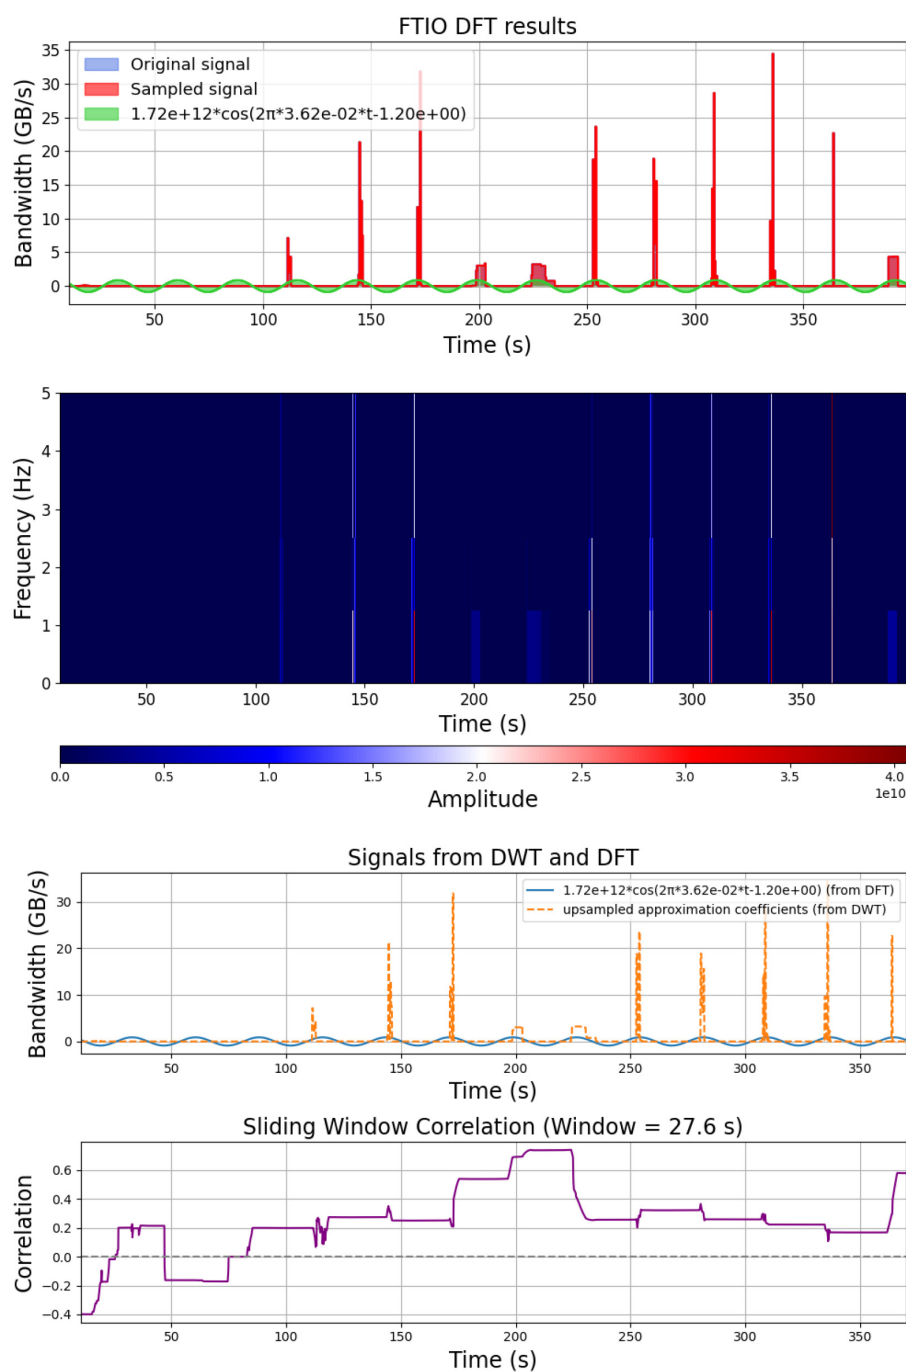 FTIO DFT results
Bandwidth (GB/s)
35
30
25
20
15
10
5
0
Original signal
Sampled signal
1.72e+12*cos(2π*3.62e-02*t-1.20e+00)
50 100 150 200 250 300 350
Time (s)
Frequency (Hz)
5
4
3
2
1
0
50 100 150 200 250 300 350
Time (s)
0.0 0.5 1.0 1.5 2.0 2.5 3.0 3.5 4.0
1e10
Amplitude
Signals from DWT and DFT
Bandwidth (GB/s)
30
20
10
0
1.72e+12*cos(2π*3.62e-02*t-1.20e+00) (from DFT)
upsampled approximation coefficients (from DWT)
50 100 150 200 250 300 350
Time (s)
Sliding Window Correlation (Window = 27.6 s)
Correlation
0.6
0.4
0.2
0.0
−0.2
−0.4
50 100 150 200 250 300 350
Time (s)